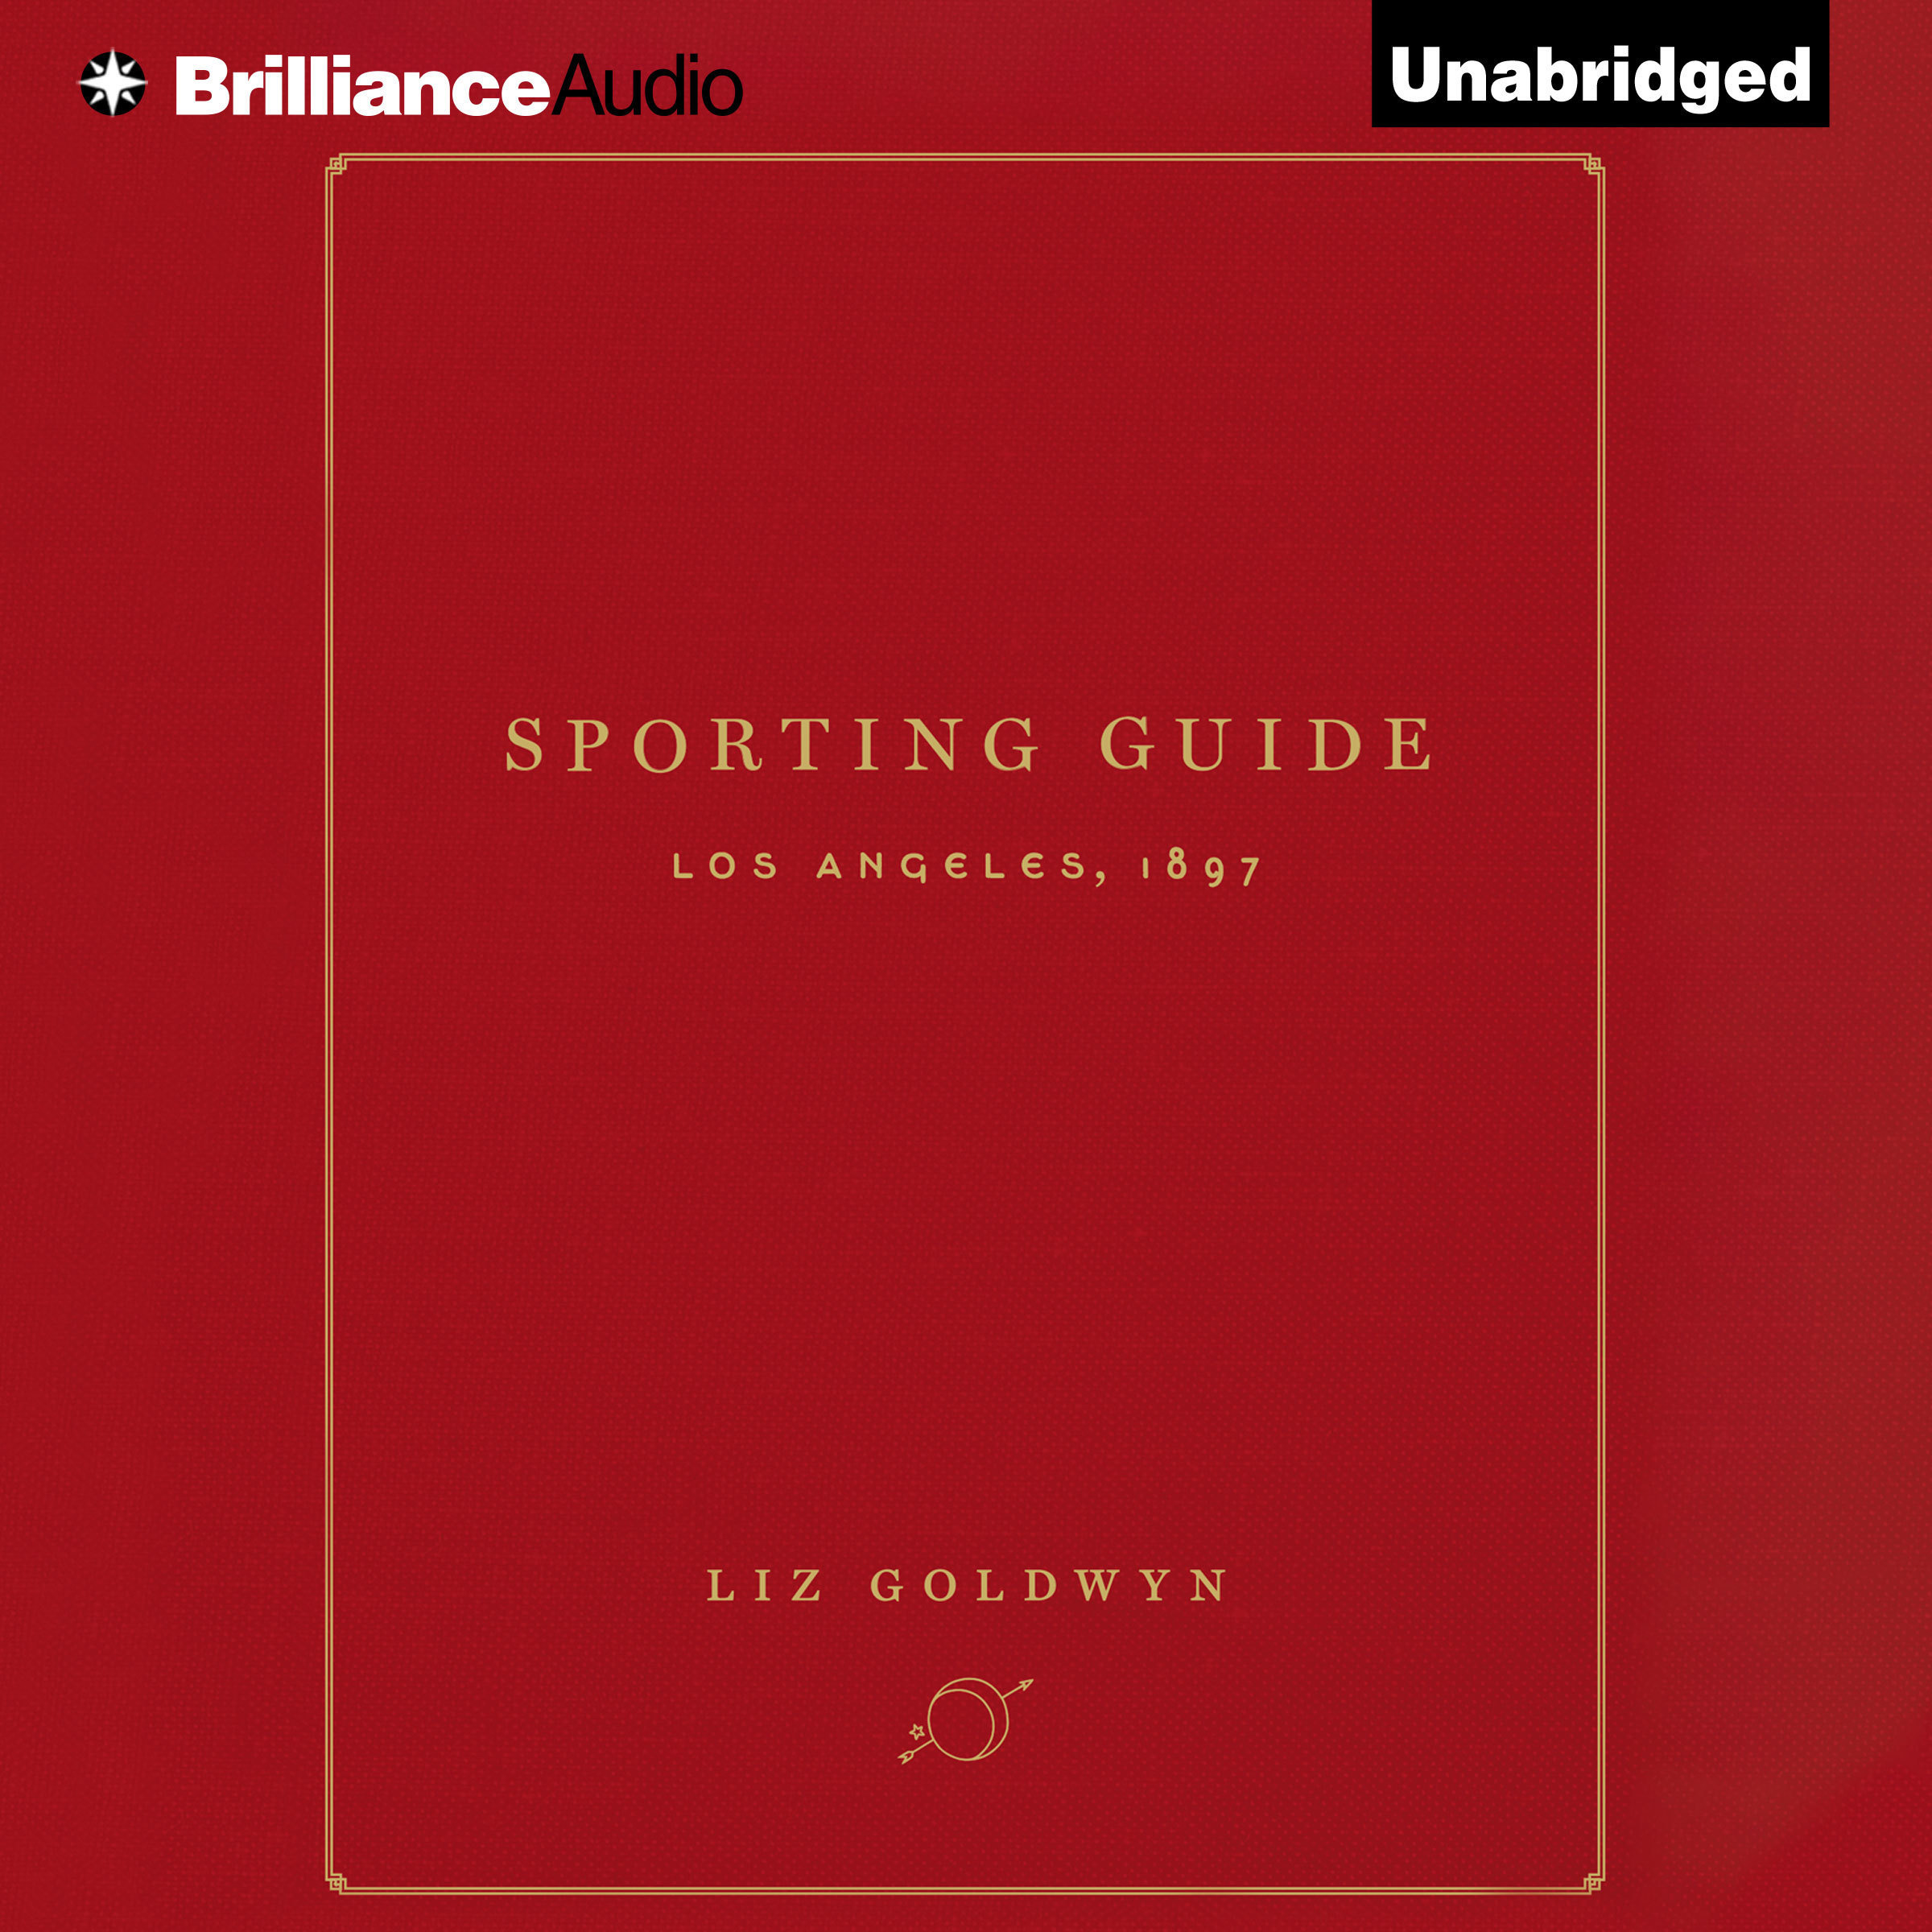 BrillianceAudio
Unabridged
SPORTING GUIDE
LOS ANGELES, 1897
LIZ GOLDWYN